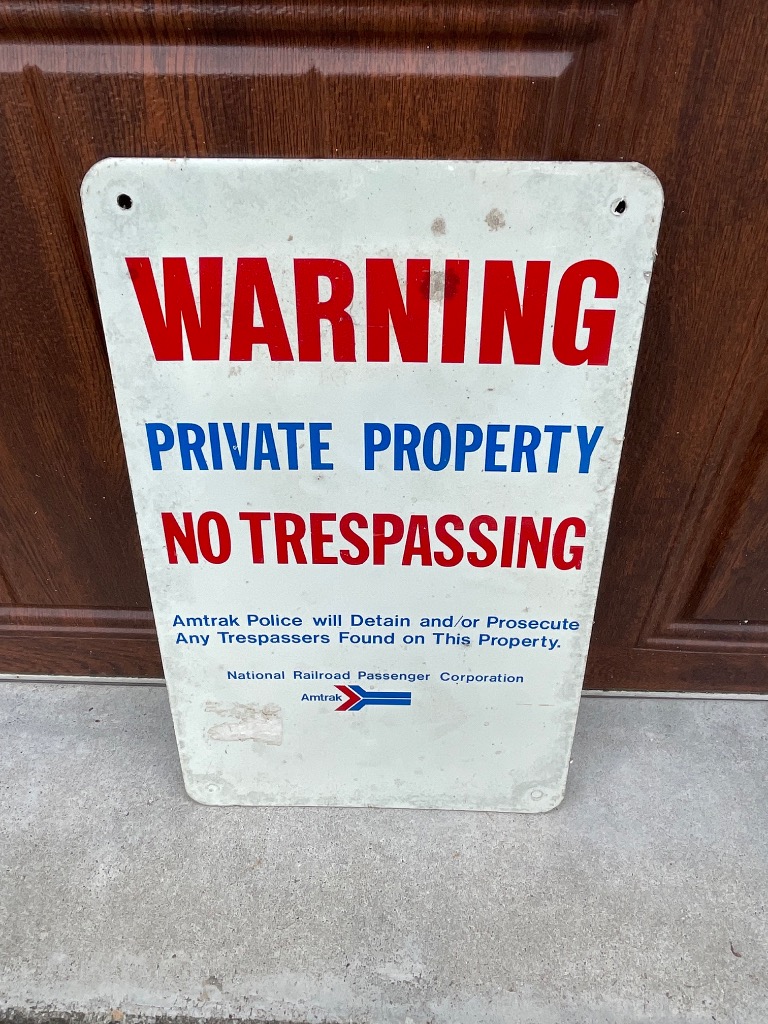 WARNING
PRIVATE PROPERTY
NO TRESPASSING
Amtrak Police will Detain and/or Prosecute
Any Trespassers Found on This Property.
National Railroad Passenger Corporation
Amtrak